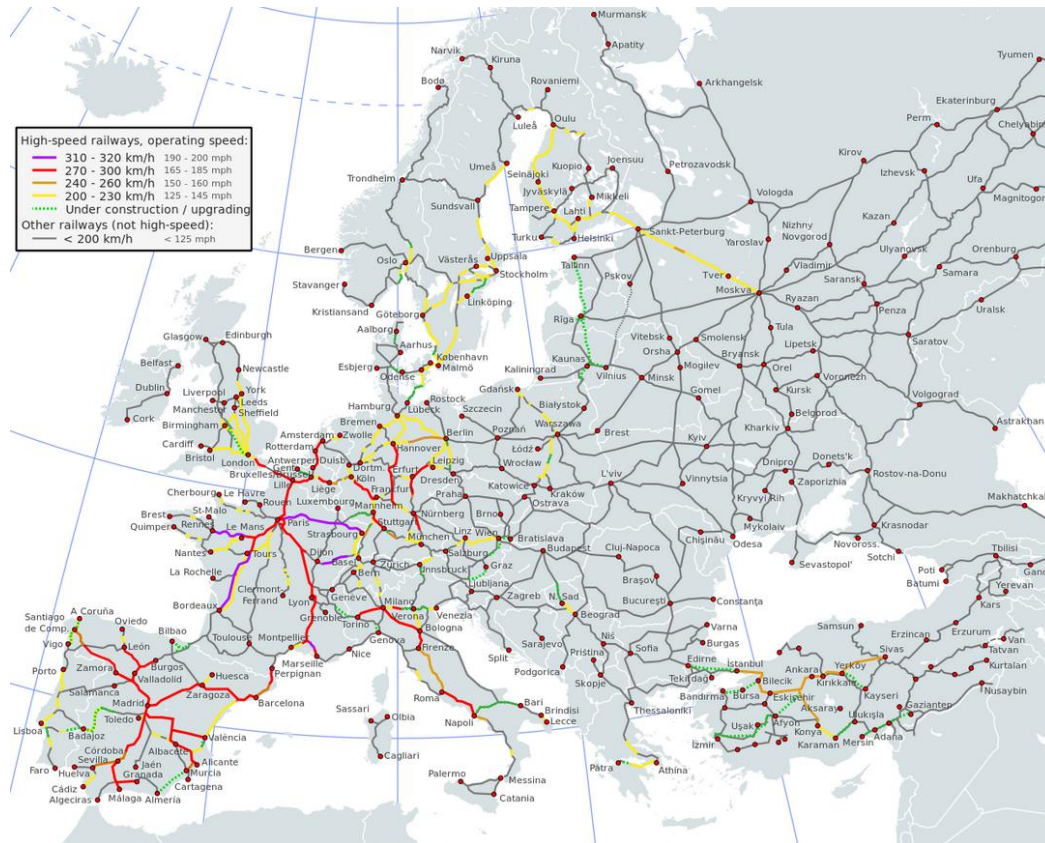 Murmansk
Apatity
Narvik
Kiruna
Tyumen
Bodø
Rovaniemi
Arkhangelsk
Ekaterinburg
Luleå
Oulu
Perm
Chelyabinsk
High-speed railways, operating speed:
310 - 320 km/h 190 - 200 mph
270 - 300 km/h 165 - 185 mph
240 - 260 km/h 150 - 160 mph
200 - 230 km/h 125 - 145 mph
Under construction / upgrading
Other railways (not high-speed):
< 200 km/h < 125 mph
Umeå
Kuopio
Joensuu
Seinäjoki
Petrozavodsk
Kirov
Izhevsk
Ufa
Trondheim
Jyväskylä
Mikkeli
Vologda
Magnitogorsk
Sundsvall
Tampere
Lahti
Kazan
Bergen
Turku
Helsinki
Sankt-Peterburg
Nizhny
Novgorod
Yaroslav
Ulyanovsk
Orenburg
Oslo
Västerås
Uppsala
Stockholm
Tallinn
Pskov
Tver
Vladimir
Saransk
Samara
Stavanger
Linköping
Moskva
Ryazan
Penza
Uralsk
Kristiansand
Göteborg
Rīga
Tula
Aalborg
Vitebsk
Smolensk
Lipetsk
Saratov
Glasgow
Edinburgh
Aarhus
Orsha
Bryansk
Belfast
Esbjerg
København
Malmö
Kaunas
Mogilev
Orel
Voronezh
Newcastle
Odense
Kaliningrad
Vilnius
Minsk
Kursk
Dublin
Liverpool
York
Leeds
Gdańsk
Gomel
Volgograd
Manchester
Sheffield
Hamburg
Lübeck
Rostock
Szczecin
Białystok
Belgorod
Cork
Birmingham
Bremen
Warszawa
Kharkiv
Astrakhan
Cardiff
Amsterdam
Zwolle
Berlin
Poznań
Brest
Kyiv
Bristol
Rotterdam
Hannover
Łódź
London
Antwerpen
Duisb.
Leipzig
Wrocław
Dnipro
Donets'k
Gent
Dortm.
Erfurt
L'viv
Rostov-na-Donu
Bruxelles/Brussel
Köln
Dresden
Katowice
Vinnytsia
Zaporizhia
Lille
Liège
Frankfurt
Kraków
Kryvyi Rih
Makhatchkala
Cherbourg
Le Havre
Luxembourg
Praha
Ostrava
Rouen
Mannheim
Nürnberg
Brno
Mykolaiv
Krasnodar
St-Malo
Brest
Rennes
Paris
Stuttgart
Linz
Wien
Chișinău
Odesa
Novoross.
Quimper
Le Mans
Strasbourg
München
Bratislava
Budapest
Sotchi
Nantes
Tours
Dijon
Basel
Salzburg
Cluj-Napoca
Sevastopol'
Tbilisi
La Rochelle
Bern
Zürich
Innsbruck
Graz
Poti
Batumi
Clermont
Ferrand
Ljubljana
Brașov
Yerevan
Genève
Zagreb
N. Sad
București
Constanța
Kars
Lyon
Milano
Venezia
Beograd
Bordeaux
Grenoble
Torino
Verona
Samsun
A Coruña
Bologna
Varna
Erzincan
Erzurum
Santiago
de Comp.
Oviedo
Bilbao
Toulouse
Montpellier
Genova
Sarajevo
Niš
Burgas
Van
Tatvan
Vigo
León
Firenze
Split
Priština
Sofia
Edirne
İstanbul
Ankara
Yerköy
Sivas
Kurtalan
Burgos
Marseille
Nice
Perpignan
Podgorica
Skopje
Tekirdağ
Bilecik
Kırıkkale
Porto
Zamora
Valladolid
Huesca
Bandırma
Bursa
Eskişehir
Kayseri
Nusaybin
Salamanca
Zaragoza
Barcelona
Roma
Thessaloniki
Aksaray
Gaziantep
Madrid
Sassari
Olbia
Bari
Brindisi
Uşak
Afyon
Ulukışla
Toledo
Napoli
Lecce
Konya
Lisboa
Badajoz
València
İzmir
Karaman
Mersin
Adana
Albacete
Cagliari
Pátra
Athína
Córdoba
Alicante
Faro
Sevilla
Jaén
Murcia
Huelva
Granada
Cartagena
Palermo
Messina
Cádiz
Catania
Algeciras
Málaga
Almería